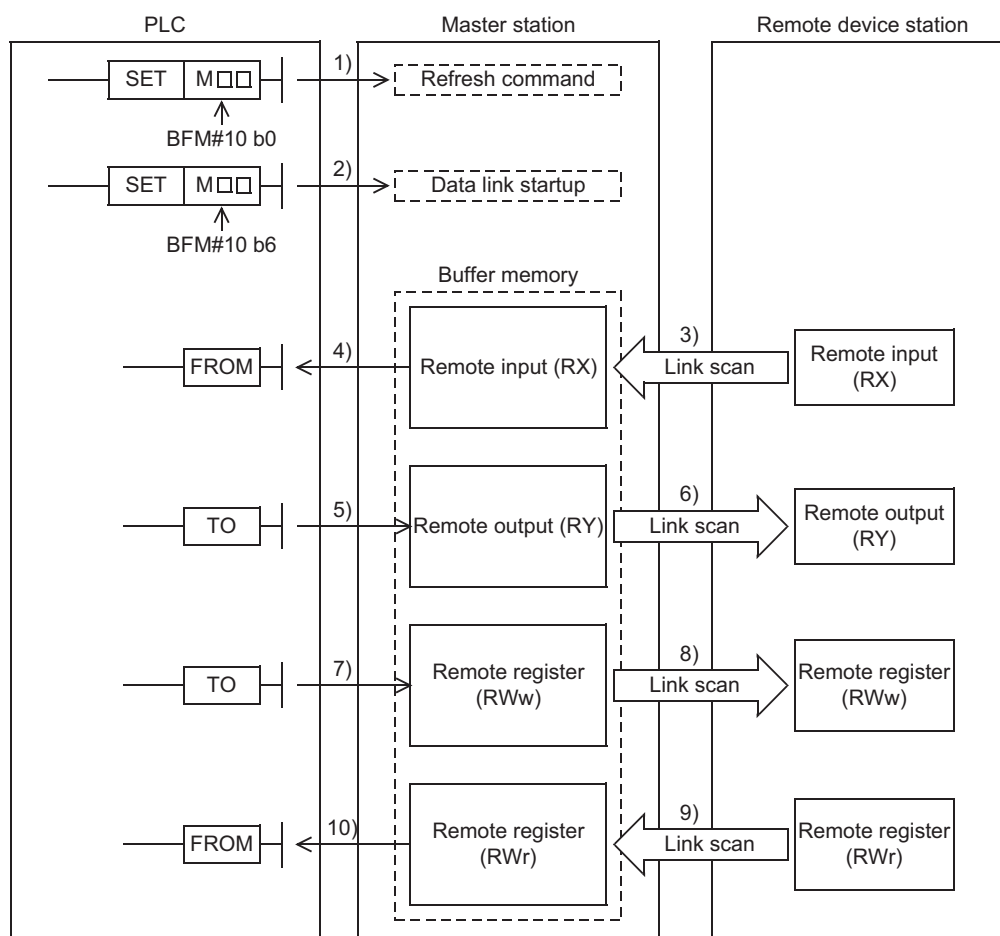 PLC
Master station
Remote device station
SET M□□
1)
Refresh command
BFM#10 b0
SET M□□
2)
Data link startup
BFM#10 b6
Buffer memory
FROM
4)
Remote input (RX)
3)
Link scan
Remote input
(RX)
TO
5)
Remote output (RY)
6)
Link scan
Remote output
(RY)
TO
7)
Remote register
(RWw)
8)
Link scan
Remote register
(RWw)
FROM
10)
Remote register
(RWr)
9)
Link scan
Remote register
(RWr)